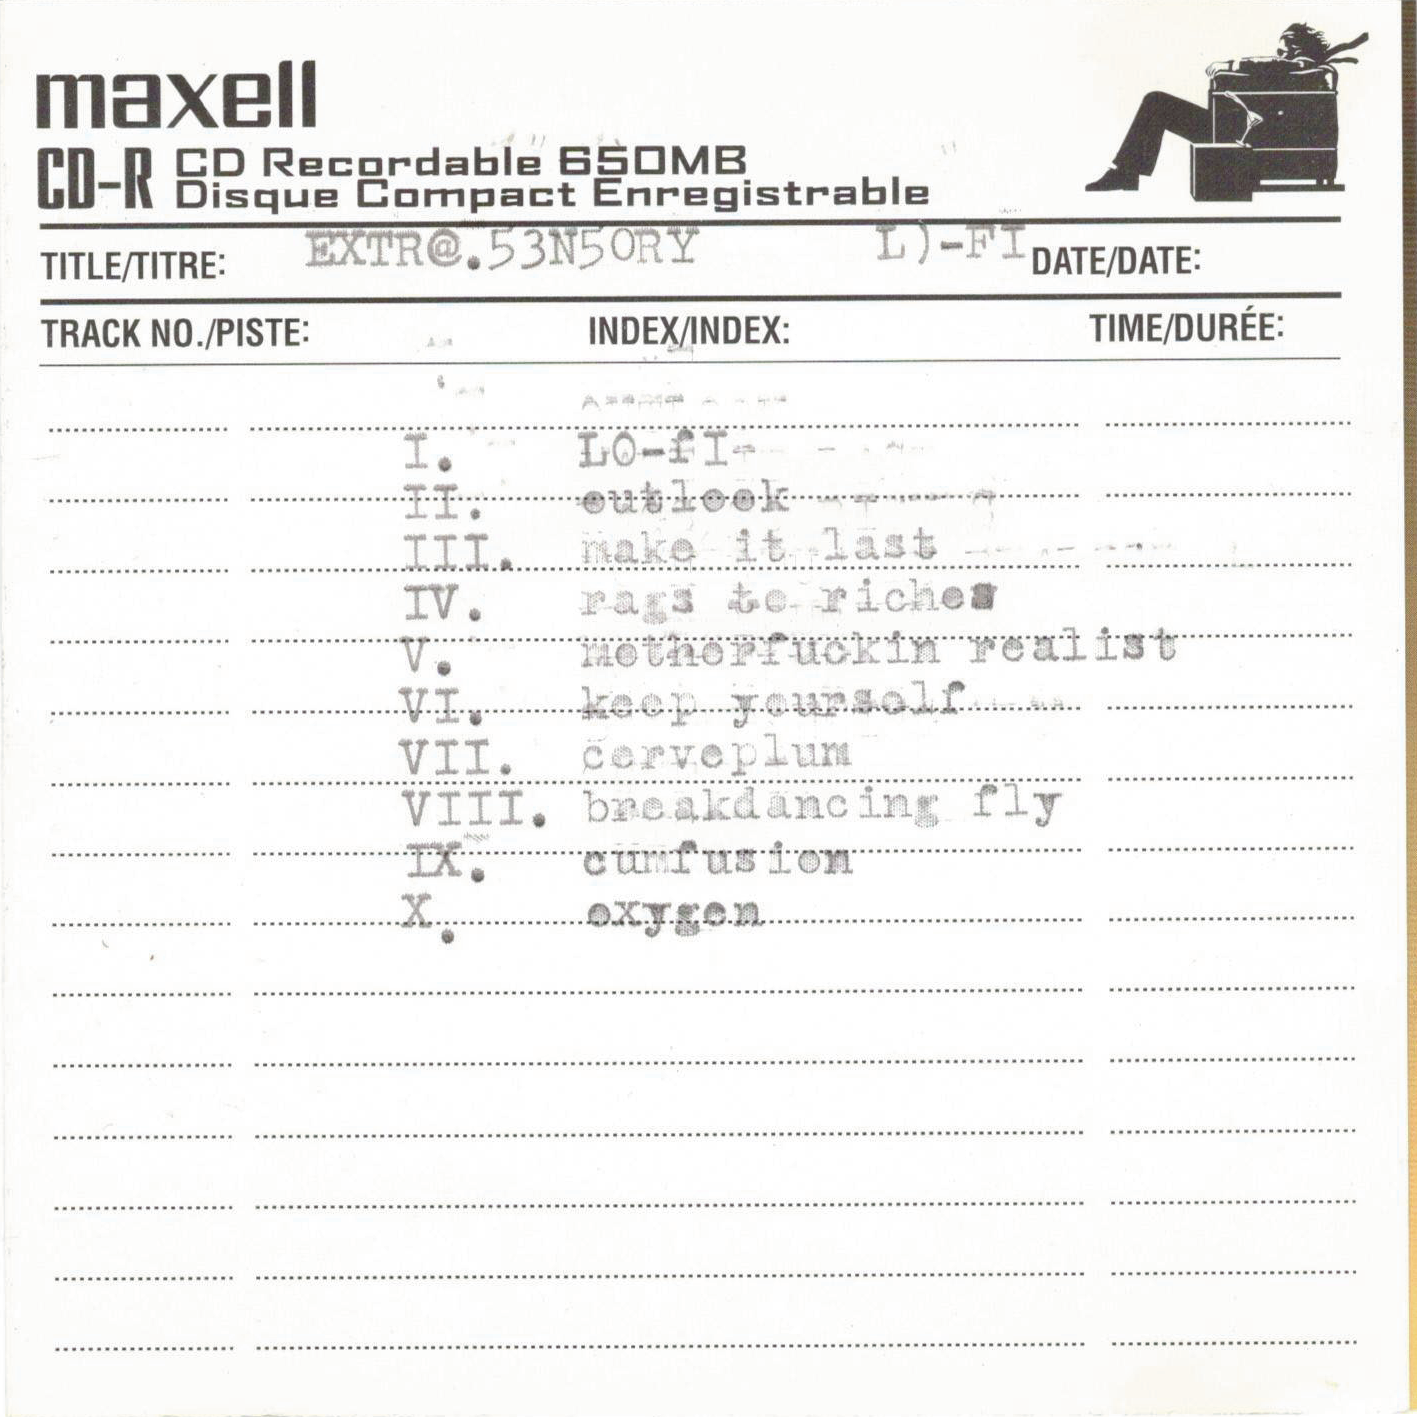 maxell
CD-R CD Recordable 650MB
Disque Compact Enregistrable
TITLE/TITRE: EXTR@.53N5ORY L)-FI DATE/DATE:
TRACK NO./PISTE: INDEX/INDEX: TIME/DURÉE:
I. LO-fI
II. outlook
III. make it last
IV. rags to riches
V. motherfuckin realist
VI. keep yourself
VII. cerveplum
VIII. breakdancing fly
IX. cumfusion
X. oxygen